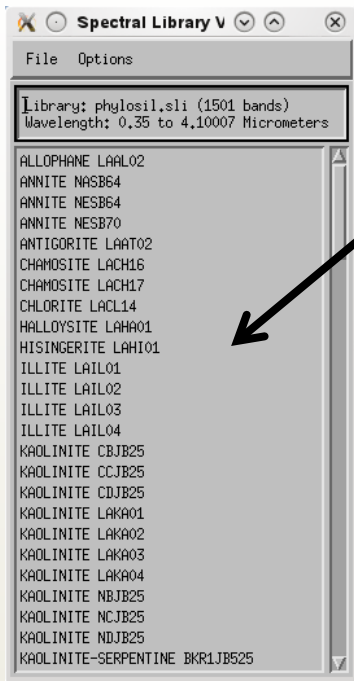 Spectral Library V
File Options
Library: phylosil.sli (1501 bands)
Wavelength: 0.35 to 4.10007 Micrometers
ALLOPHANE LAAL02
ANNITE NASB64
ANNITE NESB64
ANNITE NESB70
ANTIGORITE LAAT02
CHAMOSITE LACH16
CHAMOSITE LACH17
CHLORITE LACL14
HALLOYSITE LAHA01
HISINGERITE LAHI01
ILLITE LAIL01
ILLITE LAIL02
ILLITE LAIL03
ILLITE LAIL04
KAOLINITE CBJB25
KAOLINITE CCJB25
KAOLINITE CDJB25
KAOLINITE LAKA01
KAOLINITE LAKA02
KAOLINITE LAKA03
KAOLINITE LAKA04
KAOLINITE NBJB25
KAOLINITE NCJB25
KAOLINITE NDJB25
KAOLINITE-SERPENTINE BKR1JB525